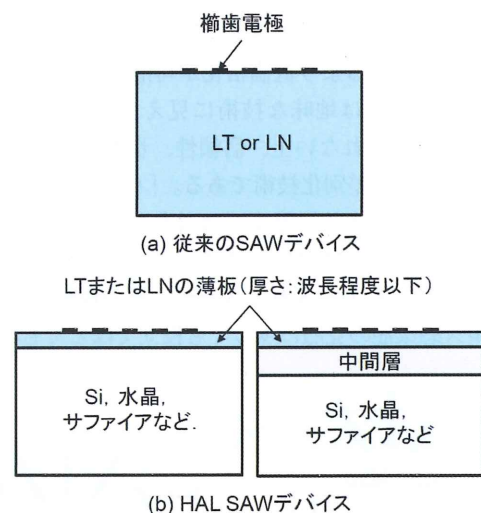 櫛歯電極
LT or LN
(a) 従来のSAWデバイス
LTまたはLNの薄板(厚さ:波長程度以下)
Si, 水晶,
サファイアなど.
中間層
Si, 水晶,
サファイアなど
(b) HAL SAWデバイス